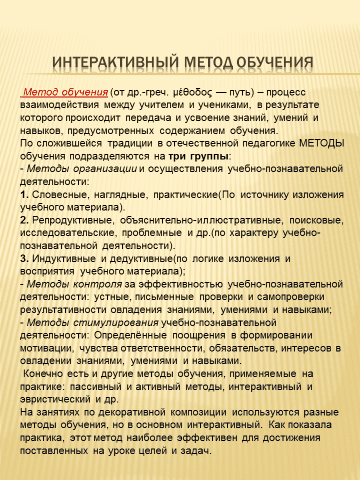 ИНТЕРАКТИВНЫЙ МЕТОД ОБУЧЕНИЯ
Метод обучения (от др.-греч. μέθοδος — путь) – процесс
взаимодействия между учителем и учениками, в результате
которого происходит передача и усвоение знаний, умений и
навыков, предусмотренных содержанием обучения.
По сложившейся традиции в отечественной педагогике МЕТОДЫ
обучения подразделяются на три группы:
- Методы организации и осуществления учебно-познавательной
деятельности:
1. Словесные, наглядные, практические(По источнику изложения
учебного материала).
2. Репродуктивные, объяснительно-иллюстративные, поисковые,
исследовательские, проблемные и др.(по характеру учебно-
познавательной деятельности).
3. Индуктивные и дедуктивные(по логике изложения и
восприятия учебного материала);
- Методы контроля за эффективностью учебно-познавательной
деятельности: устные, письменные проверки и самопроверки
результативности овладения знаниями, умениями и навыками;
- Методы стимулирования учебно-познавательной
деятельности: Определённые поощрения в формировании
мотивации, чувства ответственности, обязательств, интересов в
овладении знаниями, умениями и навыками.
Конечно есть и другие методы обучения, применяемые на
практике: пассивный и активный методы, интерактивный и
эвристический и др.
На занятиях по декоративной композиции используются разные
методы обучения, но в основном интерактивный. Как показала
практика, этот метод наиболее эффективен для достижения
поставленных на уроке целей и задач.